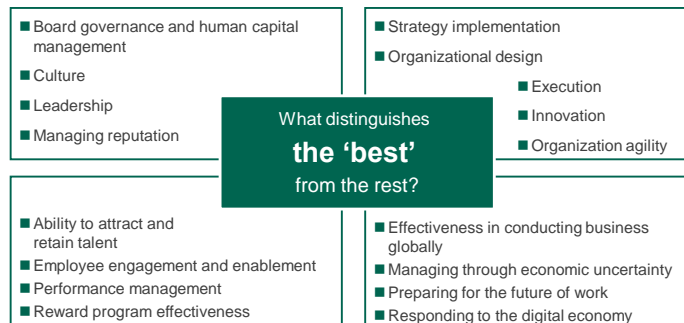 ■ Board governance and human capital
management
■ Culture
■ Leadership
■ Managing reputation
■ Strategy implementation
■ Organizational design
■ Execution
■ Innovation
■ Organization agility
What distinguishes
the ‘best’
from the rest?
■ Ability to attract and
retain talent
■ Employee engagement and enablement
■ Performance management
■ Reward program effectiveness
■ Effectiveness in conducting business
globally
■ Managing through economic uncertainty
■ Preparing for the future of work
■ Responding to the digital economy